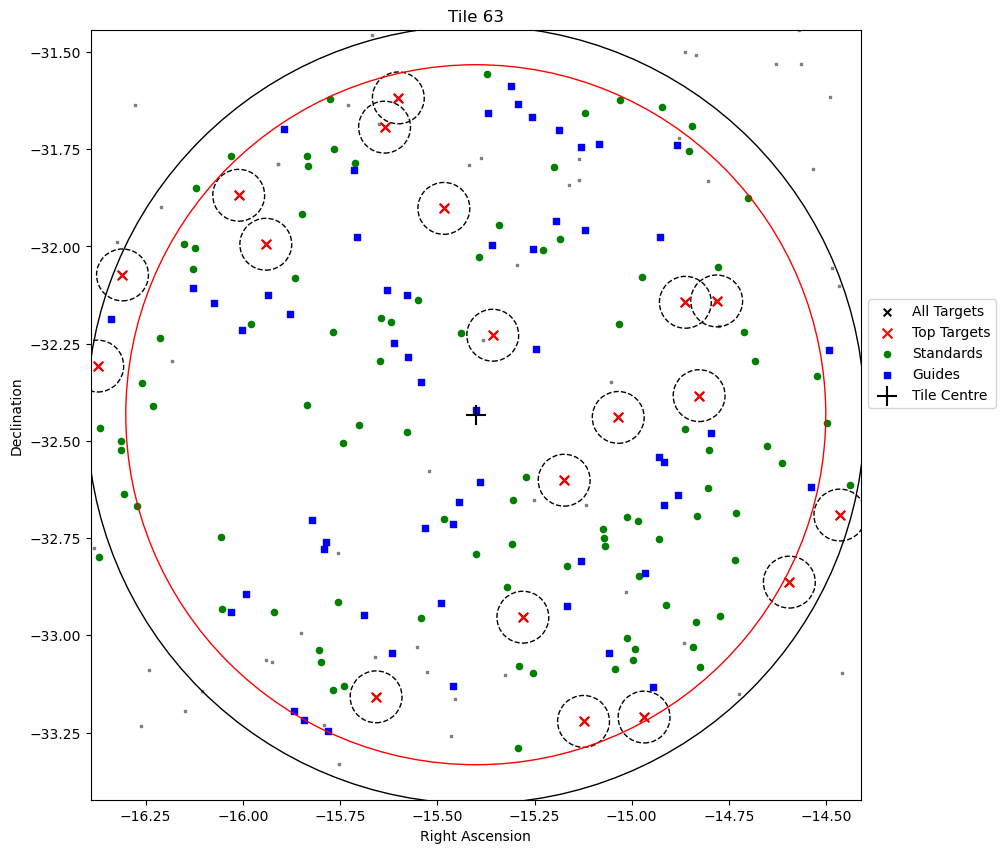 Tile 63
−31.50
−31.75
−32.00
−32.25
−32.50
−32.75
−33.00
−33.25
Declination
−16.25
−16.00
−15.75
−15.50
−15.25
−15.00
−14.75
−14.50
Right Ascension
All Targets
Top Targets
Standards
Guides
Tile Centre